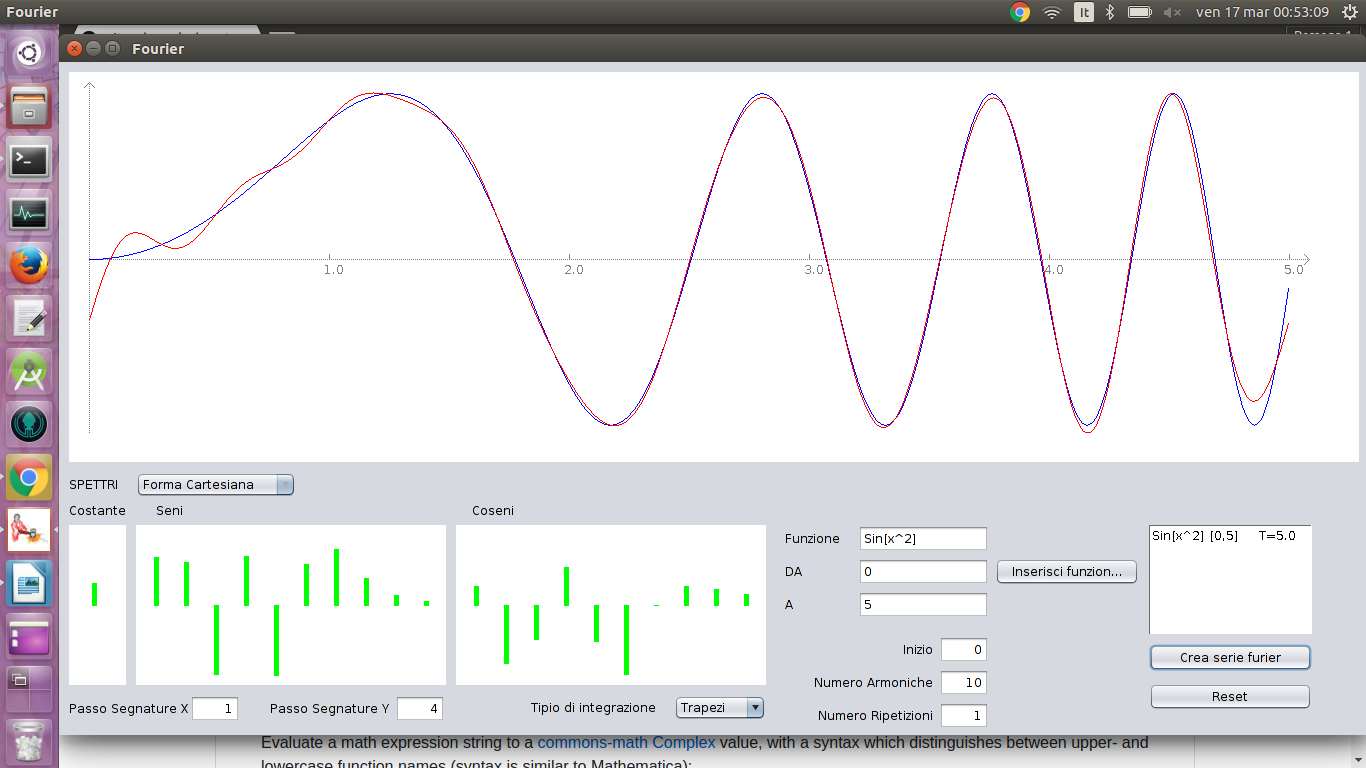 Fourier
It
ven 17 mar 00:53:09
Fourier
1.0 2.0 3.0 4.0 5.0
SPETTRI Forma Cartesiana
Costante Seni Coseni
Funzione Sin[x^2]
DA 0 Inserisci funzion...
A 5
Sin[x^2] [0,5] T=5.0
Inizio 0
Crea serie furier
Numero Armoniche 10
Reset
Passo Segnature X 1 Passo Segnature Y 4 Tipio di integrazione Trapezi
Numero Ripetizioni 1
Evaluate a math expression string to a commons-math Complex value, with a syntax which distinguishes between upper- and
lowercase function names (syntax is similar to Mathematica):